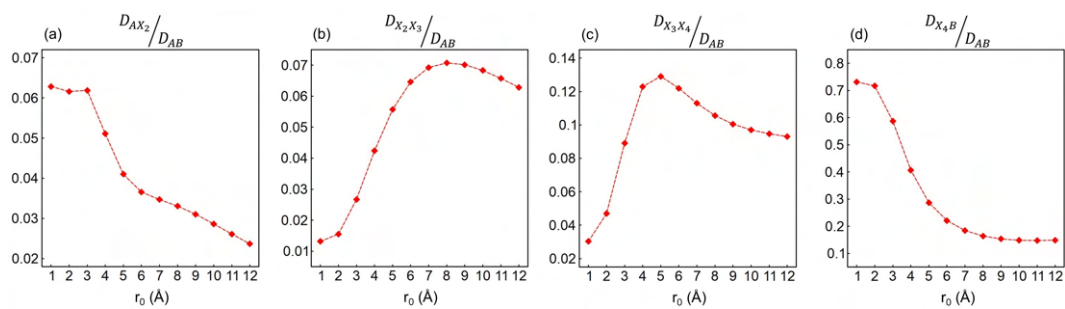 (a) D_{AX_2}/D_{AB}
0.07
0.06
0.05
0.04
0.03
0.02
1 2 3 4 5 6 7 8 9 10 11 12
r_0 (Å)
(b) D_{X_2X_3}/D_{AB}
0.07
0.06
0.05
0.04
0.03
0.02
0.01
1 2 3 4 5 6 7 8 9 10 11 12
r_0 (Å)
(c) D_{X_3X_4}/D_{AB}
0.14
0.12
0.1
0.08
0.06
0.04
0.02
1 2 3 4 5 6 7 8 9 10 11 12
r_0 (Å)
(d) D_{X_4B}/D_{AB}
0.8
0.7
0.6
0.5
0.4
0.3
0.2
0.1
1 2 3 4 5 6 7 8 9 10 11 12
r_0 (Å)